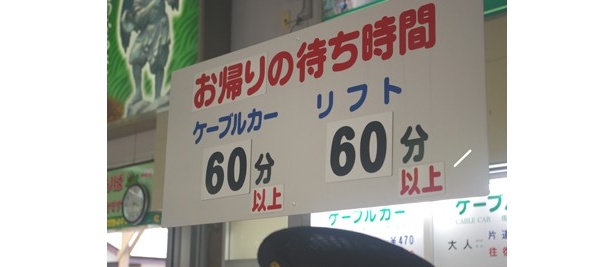 お帰りの待ち時間
ケーブルカー リフト
60分以上 60分以上
ケーブルカー
¥470
ケーブ
CABLE CAR
大人
片道
往復